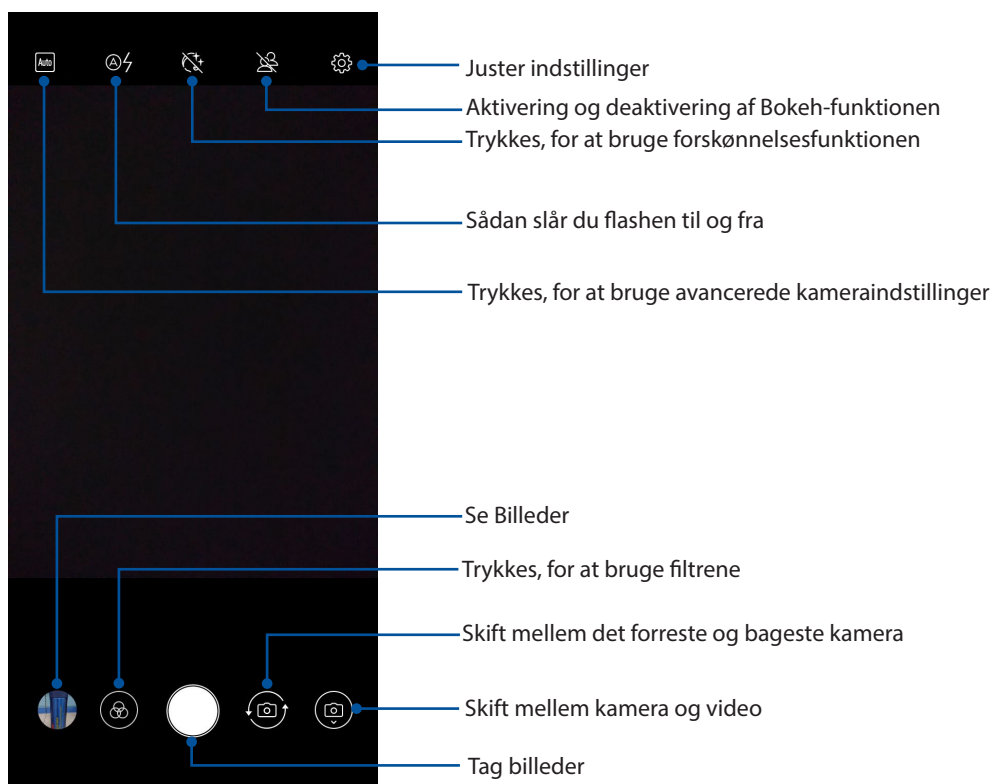 Auto
A
Juster indstillinger
Aktivering og deaktivering af Bokeh-funktionen
Trykkes, for at bruge forskønnelsesfunktionen
Sådan slår du flashen til og fra
Trykkes, for at bruge avancerede kameraindstillinger
Se Billeder
Trykkes, for at bruge filtrene
Skift mellem det forreste og bageste kamera
Skift mellem kamera og video
Tag billeder